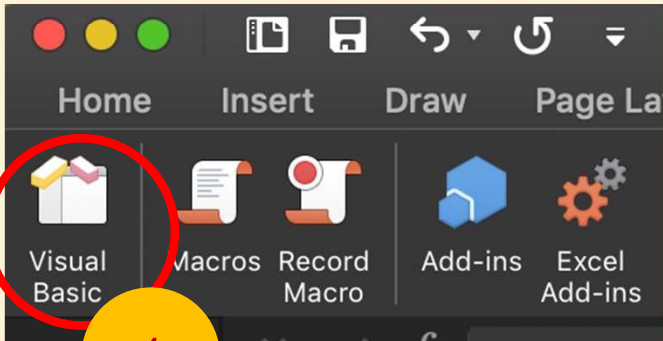 Home Insert Draw Page La
Visual Macros Record Add-ins Excel
Basic Macro Add-ins